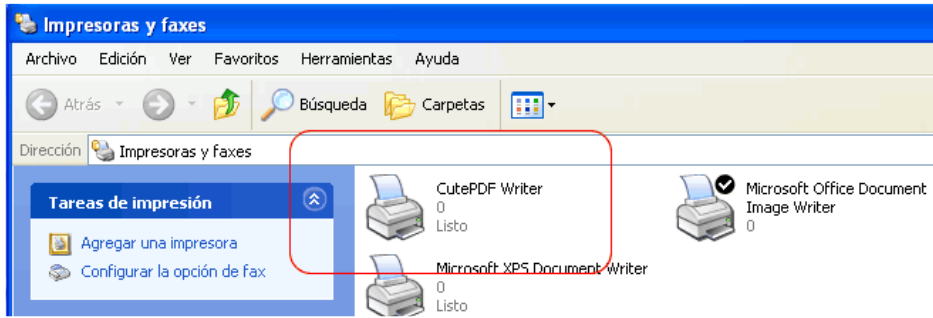 Impresoras y faxes
Archivo Edición Ver Favoritos Herramientas Ayuda
Atrás Búsqueda Carpetas
Dirección Impresoras y faxes
Tareas de impresión
Agregar una impresora
Configurar la opción de fax
CutePDF Writer
0
Listo
Microsoft Office Document
Image Writer
0
Microsoft XPS Document Writer
0
Listo